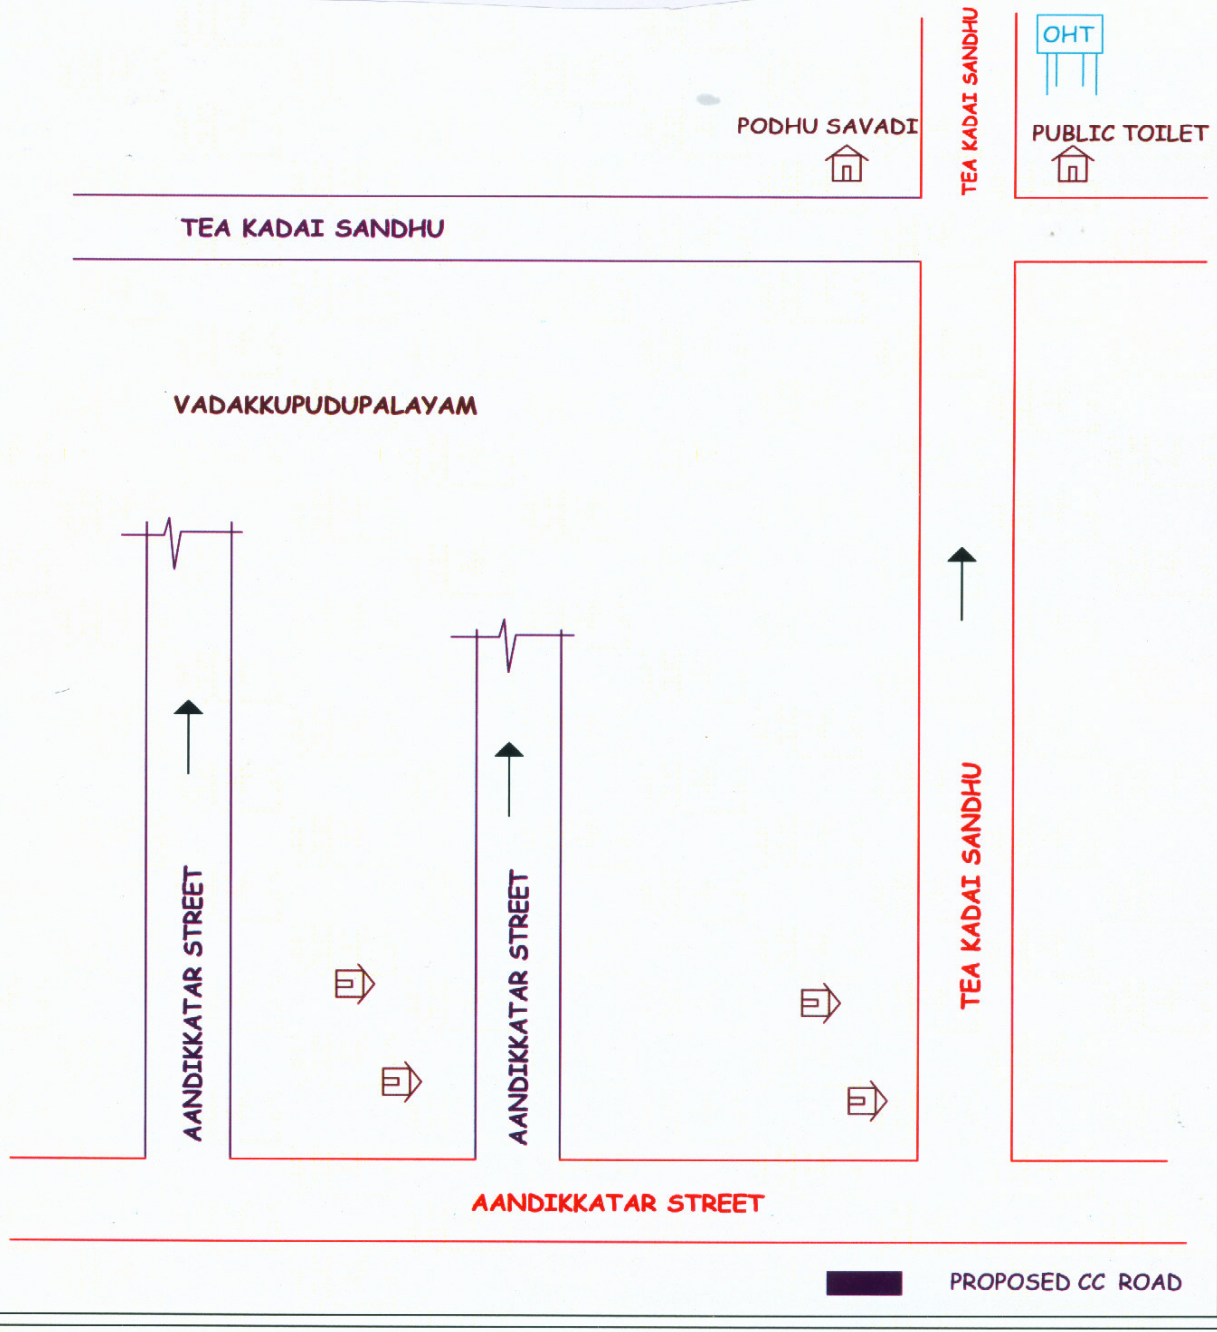 TEA KADAI SANDHU
OHT
PODHU SAVADI
PUBLIC TOILET
TEA KADAI SANDHU
VADAKKUPUDUPALAYAM
TEA KADAI SANDHU
AANDIKKATAR STREET
AANDIKKATAR STREET
AANDIKKATAR STREET
PROPOSED CC ROAD